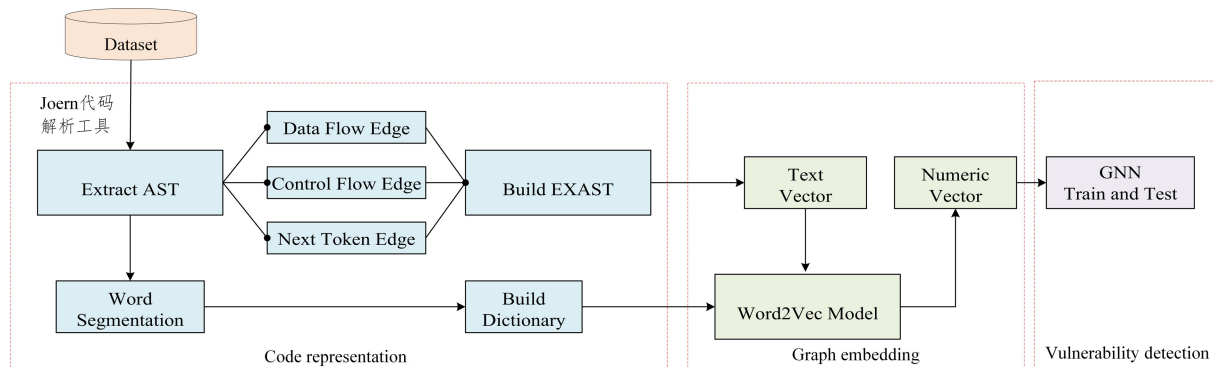 Dataset
Joern代码
解析工具
Extract AST
Data Flow Edge
Control Flow Edge
Next Token Edge
Build EXAST
Word
Segmentation
Build
Dictionary
Code representation
Text
Vector
Numeric
Vector
Word2Vec Model
Graph embedding
GNN
Train and Test
Vulnerability detection